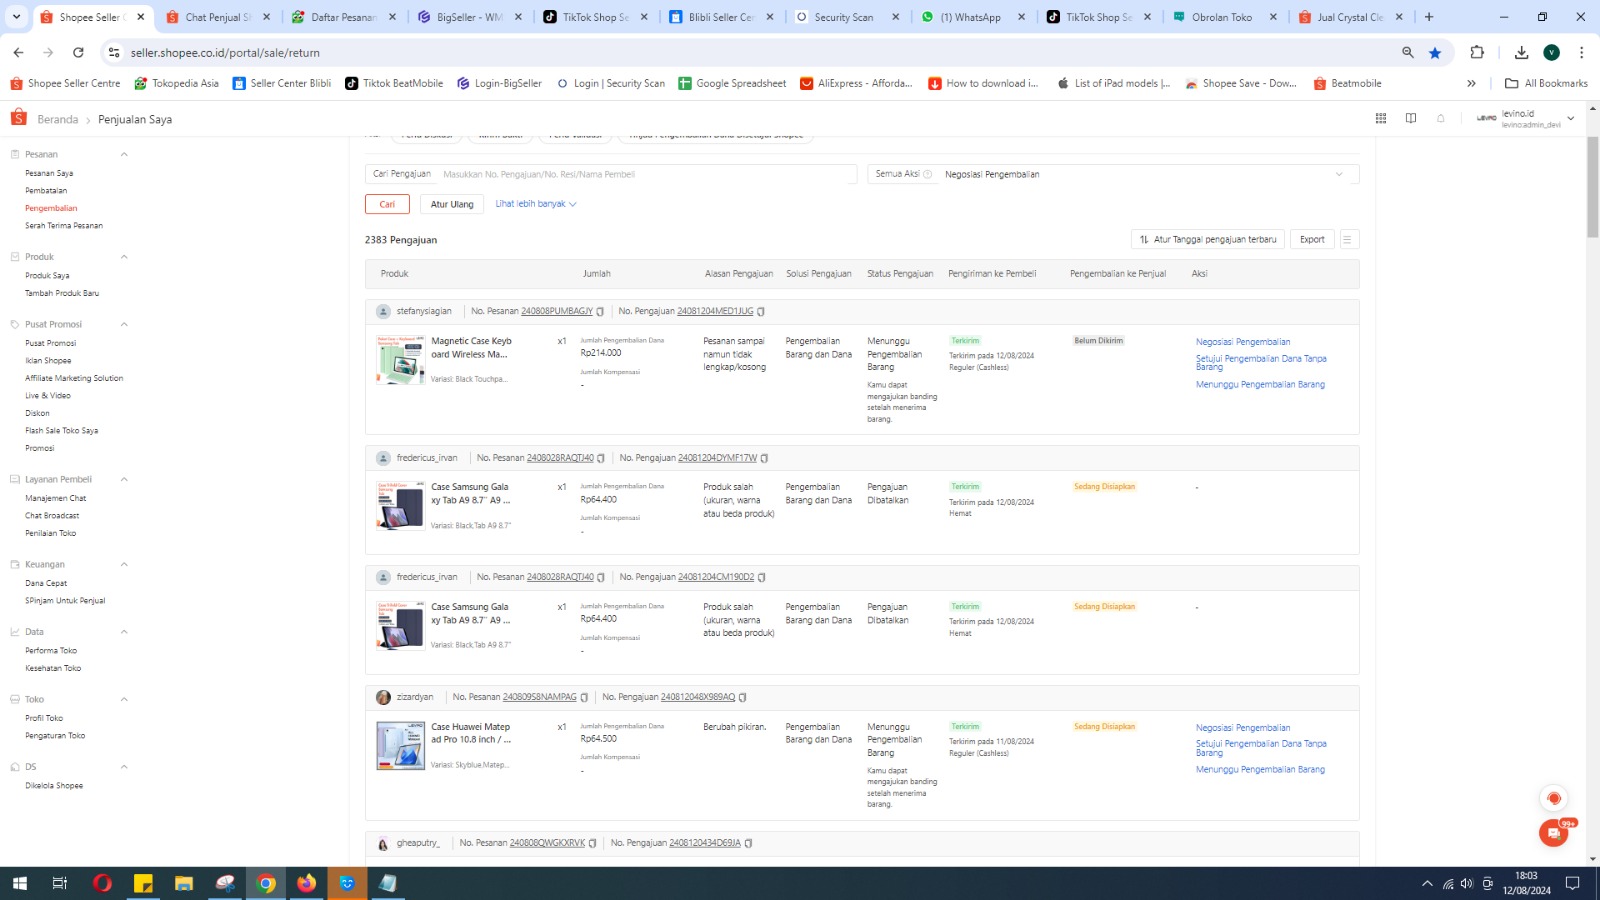 Shopee Seller C
Chat Penjual Sh
Daftar Pesanan
BigSeller - WM
TikTok Shop Se
Blibli Seller Cen
Security Scan
(1) WhatsApp
TikTok Shop Se
Obrolan Toko
Jual Crystal Cle
seller.shopee.co.id/portal/sale/return
V
Shopee Seller Centre
Tokopedia Asia
Seller Center Blibli
Tiktok BeatMobile
Login-BigSeller
Login | Security Scan
Google Spreadsheet
AliExpress - Afforda...
How to download i...
List of iPad models |...
Shopee Save - Dow...
Beatmobile
All Bookmarks
Beranda > Penjualan Saya
levino.id
levino:admin_devi
Pesanan
Pesanan Saya
Pembatalan
Pengembalian
Serah Terima Pesanan
Produk
Produk Saya
Tambah Produk Baru
Pusat Promosi
Pusat Promosi
Iklan Shopee
Affiliate Marketing Solution
Live & Video
Diskon
Flash Sale Toko Saya
Promosi
Layanan Pembeli
Manajemen Chat
Chat Broadcast
Penilaian Toko
Keuangan
Dana Cepat
SPinjam Untuk Penjual
Data
Performa Toko
Kesehatan Toko
Toko
Profil Toko
Pengaturan Toko
DS
Dikelola Shopee
Cari Pengajuan
Masukkan No. Pengajuan/No. Resi/Nama Pembeli
Semua Aksi
Negosiasi Pengembalian
Cari
Atur Ulang
Lihat lebih banyak
2383 Pengajuan
Atur Tanggal pengajuan terbaru
Export
Produk
Jumlah
Alasan Pengajuan
Solusi Pengajuan
Status Pengajuan
Pengiriman ke Pembeli
Pengembalian ke Penjual
Aksi
stefanysiagian
No. Pesanan 240808PUMBAGJY
No. Pengajuan 24081204MED1JUG
Magnetic Case Keyb
oard Wireless Ma...
Variasi: Black Touchpa...
x1
Jumlah Pengembalian Dana
Rp214.000
Jumlah Kompensasi
-
Pesanan sampai
namun tidak
lengkap/kosong
Pengembalian
Barang dan Dana
Menunggu
Pengembalian
Barang
Kamu dapat
mengajukan banding
setelah menerima
barang.
Terkirim
Terkirim pada 12/08/2024
Reguler (Cashless)
Belum Dikirim
Negosiasi Pengembalian
Setujui Pengembalian Dana Tanpa
Barang
Menunggu Pengembalian Barang
fredericus_irvan
No. Pesanan 2408028RAQTJ40
No. Pengajuan 24081204DYMF17W
Case Samsung Gala
xy Tab A9 8.7" A9 ...
Variasi: Black,Tab A9 8.7"
x1
Jumlah Pengembalian Dana
Rp64.400
Jumlah Kompensasi
-
Produk salah
(ukuran, warna
atau beda produk)
Pengembalian
Barang dan Dana
Pengajuan
Dibatalkan
Terkirim
Terkirim pada 12/08/2024
Hemat
Sedang Disiapkan
-
fredericus_irvan
No. Pesanan 2408028RAQTJ40
No. Pengajuan 24081204CM190D2
Case Samsung Gala
xy Tab A9 8.7" A9 ...
Variasi: Black,Tab A9 8.7"
x1
Jumlah Pengembalian Dana
Rp64.400
Jumlah Kompensasi
-
Produk salah
(ukuran, warna
atau beda produk)
Pengembalian
Barang dan Dana
Pengajuan
Dibatalkan
Terkirim
Terkirim pada 12/08/2024
Hemat
Sedang Disiapkan
-
zizardyan
No. Pesanan 240809S8NAMPAG
No. Pengajuan 240812048X989AQ
Case Huawei Matep
ad Pro 10.8 inch / ...
Variasi: Skyblue,Matep...
x1
Jumlah Pengembalian Dana
Rp64.500
Jumlah Kompensasi
-
Berubah pikiran.
Pengembalian
Barang dan Dana
Menunggu
Pengembalian
Barang
Kamu dapat
mengajukan banding
setelah menerima
barang.
Terkirim
Terkirim pada 11/08/2024
Reguler (Cashless)
Sedang Disiapkan
Negosiasi Pengembalian
Setujui Pengembalian Dana Tanpa
Barang
Menunggu Pengembalian Barang
gheaputry_
No. Pesanan 240808QWGKXRVK
No. Pengajuan 2408120434D69JA
99+
18:03
12/08/2024